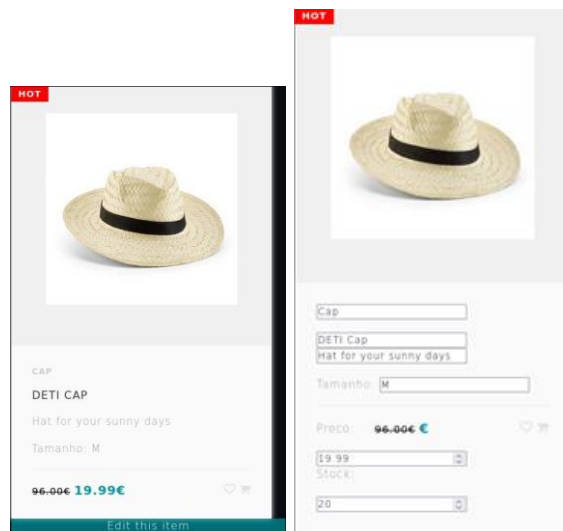 HOT
CAP
DETI CAP
Hat for your sunny days
Tamanho: M
96.00€ 19.99€
Edit this item
HOT
Cap
DETI Cap
Hat for your sunny days
Tamanho: M
Preço: 96.00€ €
19.99
Stock:
20